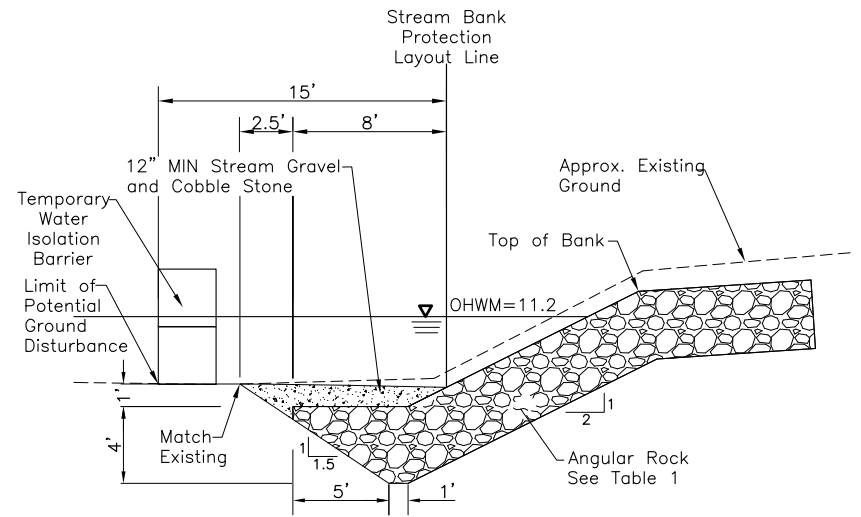 Stream Bank
Protection
Layout Line
15'
2.5'
8'
12" MIN Stream Gravel
and Cobble Stone
Approx. Existing
Ground
Temporary
Water
Isolation
Barrier
Top of Bank
Limit of
Potential
Ground
Disturbance
OHWM=11.2
1'
4'
Match
Existing
1
1.5
1
2
Angular Rock
See Table 1
5'
1'